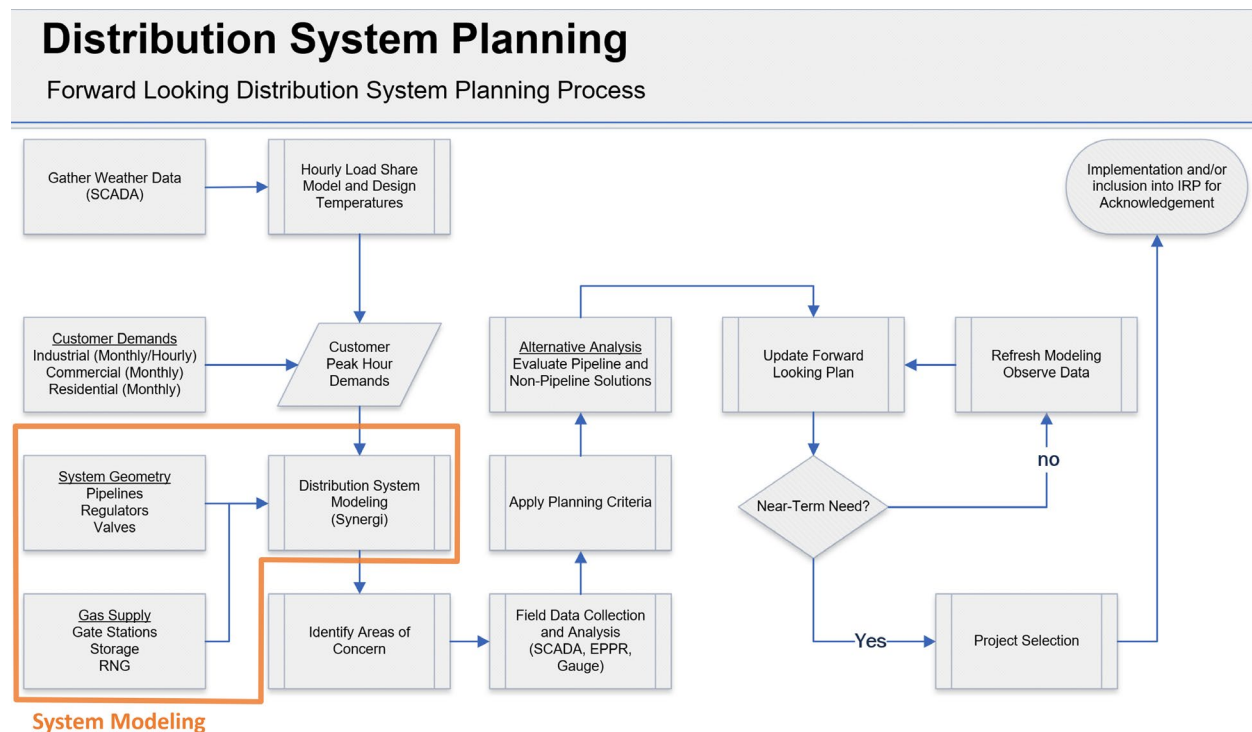 Distribution System Planning
Forward Looking Distribution System Planning Process
Gather Weather Data
(SCADA)
Hourly Load Share
Model and Design
Temperatures
Implementation and/or
inclusion into IRP for
Acknowledgement
Customer Demands
Industrial (Monthly/Hourly)
Commercial (Monthly)
Residential (Monthly)
Customer
Peak Hour
Demands
Alternative Analysis
Evaluate Pipeline and
Non-Pipeline Solutions
Update Forward
Looking Plan
Refresh Modeling
Observe Data
System Geometry
Pipelines
Regulators
Valves
Distribution System
Modeling
(Synergi)
Apply Planning Criteria
Near-Term Need?
no
Gas Supply
Gate Stations
Storage
RNG
Identify Areas of
Concern
Field Data Collection
and Analysis
(SCADA, EPPR,
Gauge)
Yes
Project Selection
System Modeling